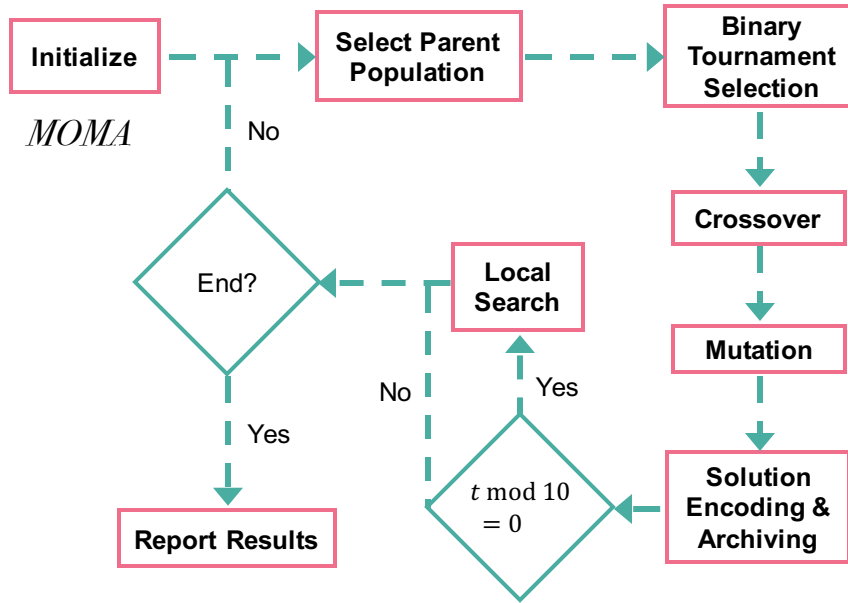 Initialize
Select Parent
Population
Binary
Tournament
Selection
MOMA
No
Crossover
End?
Local
Search
Mutation
No
Yes
Yes
t mod 10
= 0
Solution
Encoding &
Archiving
Report Results